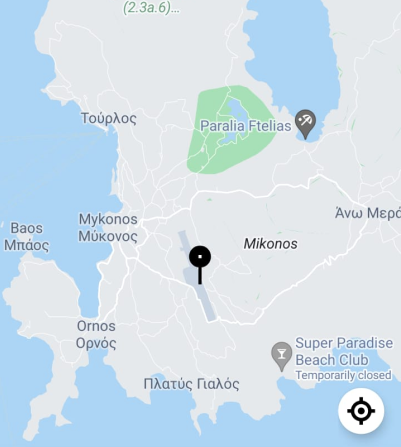 (2.3a.6)...
Τούρλος
Paralia Ftelias
Mykonos
Μύκονος
Άνω Μερά
Baos
Μπάος
Mikonos
Ornos
Ορνός
Super Paradise
Beach Club
Temporarily closed
Πλατύς Γιαλός